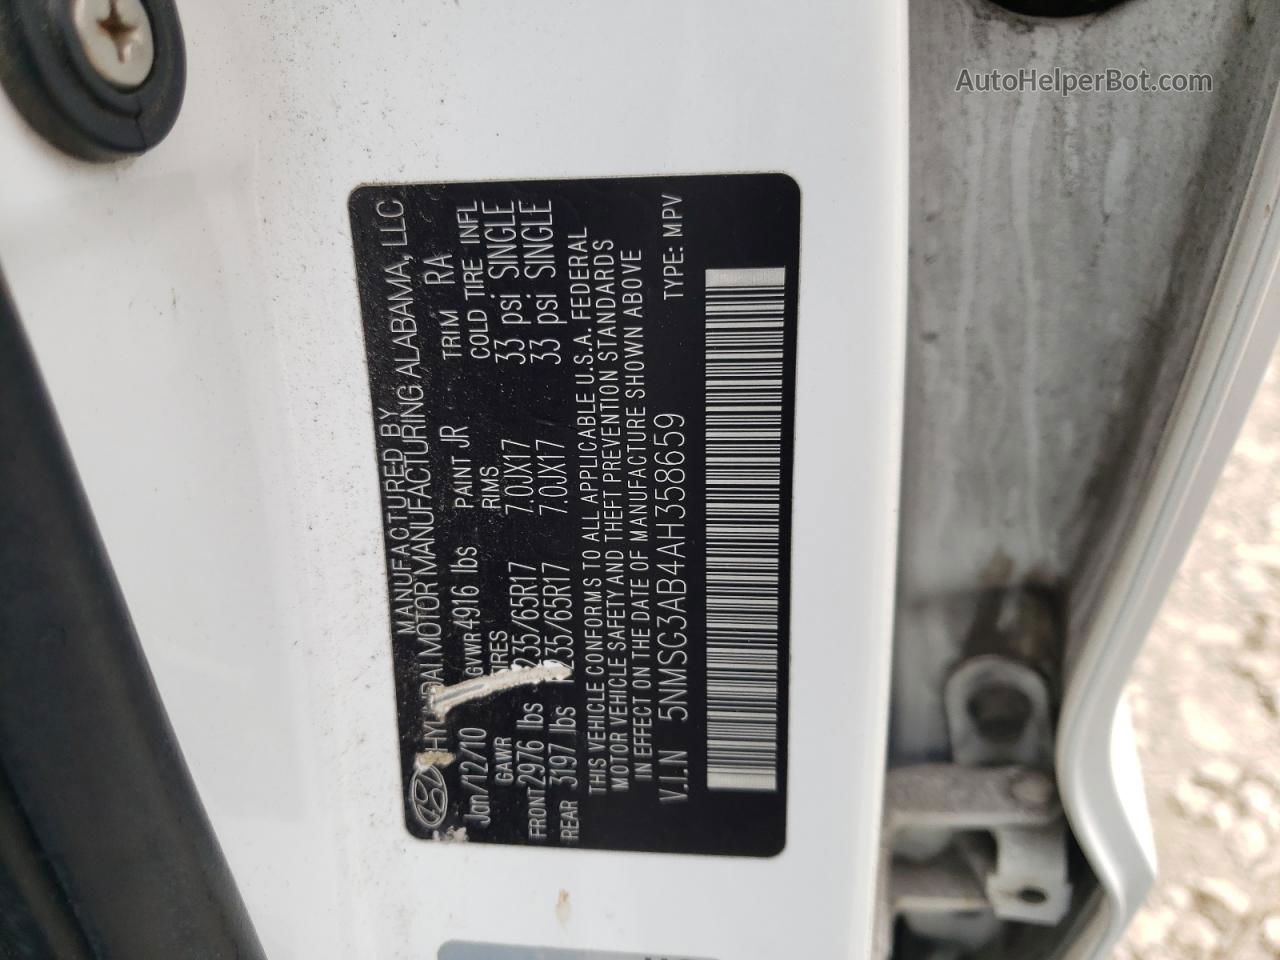 AutoHelperBot.com
MANUFACTURED BY
HYUNDAI MOTOR MANUFACTURING ALABAMA, LLC
Jan/12/10 GVWR 4916 lbs PAINT JR TRIM RA
GAWR TIRES RIMS COLD TIRE INFL
FRONT 2976 lbs 235/65R17 7.0JX17 33 psi SINGLE
REAR 3197 lbs 235/65R17 7.0JX17 33 psi SINGLE
THIS VEHICLE CONFORMS TO ALL APPLICABLE U.S.A. FEDERAL
MOTOR VEHICLE SAFETY AND THEFT PREVENTION STANDARDS
IN EFFECT ON THE DATE OF MANUFACTURE SHOWN ABOVE
V.I.N 5NMSG3AB4AH358659 TYPE: MPV